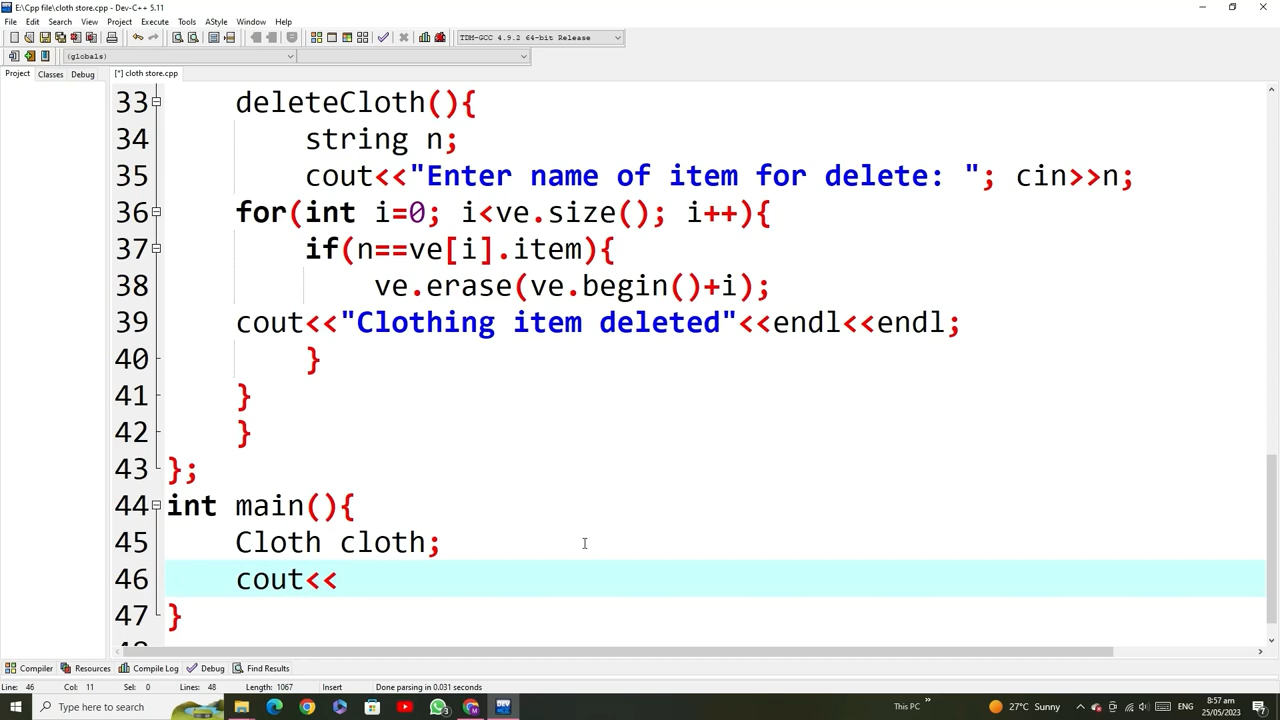 E:\Cpp file\cloth store.cpp - Dev-C++ 5.11
File Edit Search View Project Execute Tools AStyle Window Help
TDM-GCC 4.9.2 64-bit Release
(globals)
Project Classes Debug [*] cloth store.cpp
33 deleteCloth(){
34 string n;
35 cout<<"Enter name of item for delete: "; cin>>n;
36 for(int i=0; i<ve.size(); i++){
37 if(n==ve[i].item){
38 ve.erase(ve.begin()+i);
39 cout<<"Clothing item deleted"<<endl<<endl;
40 }
41 }
42 }
43 };
44 int main(){
45 Cloth cloth;
46 cout<<
47 }
Compiler Resources Compile Log Debug Find Results
Line: 46 Col: 11 Sel: 0 Lines: 48 Length: 1067 Insert Done parsing in 0.031 seconds
Type here to search 3 DEV This PC » 27°C Sunny ENG 8:57 am
25/05/2023 7